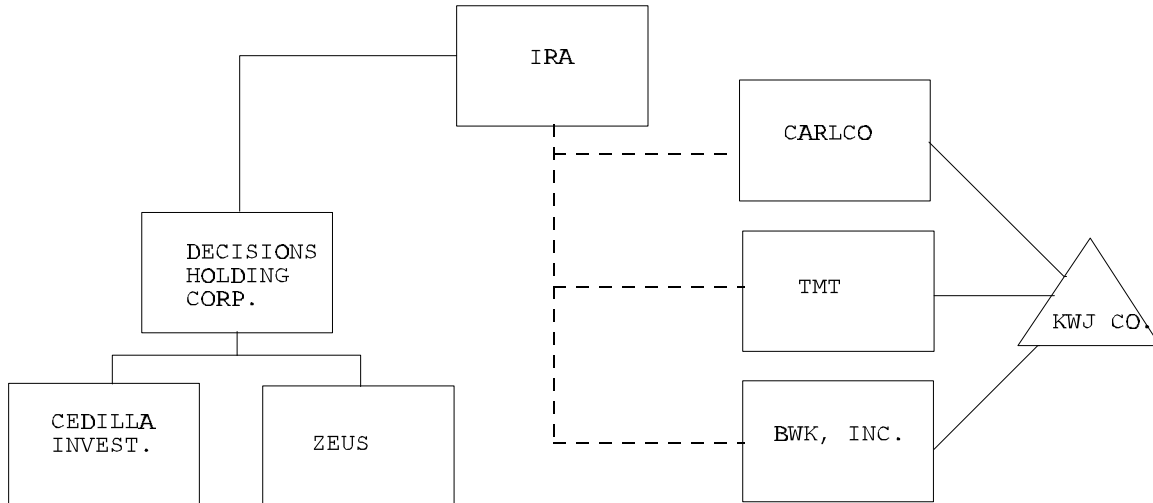 IRA
CARLCO
DECISIONS
HOLDING
CORP.
TMT
KWJ CO.
CEDILLA
INVEST.
ZEUS
BWK, INC.